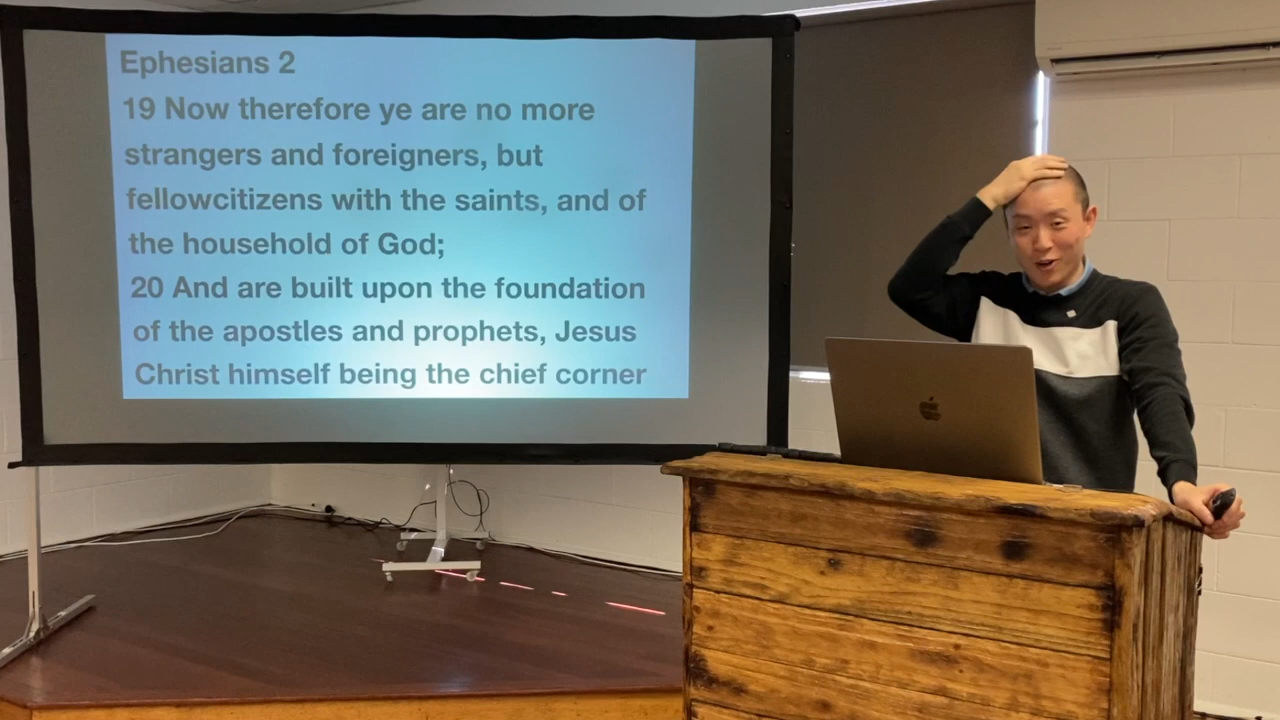 Ephesians 2
19 Now therefore ye are no more
strangers and foreigners, but
fellowcitizens with the saints, and of
the household of God;
20 And are built upon the foundation
of the apostles and prophets, Jesus
Christ himself being the chief corner